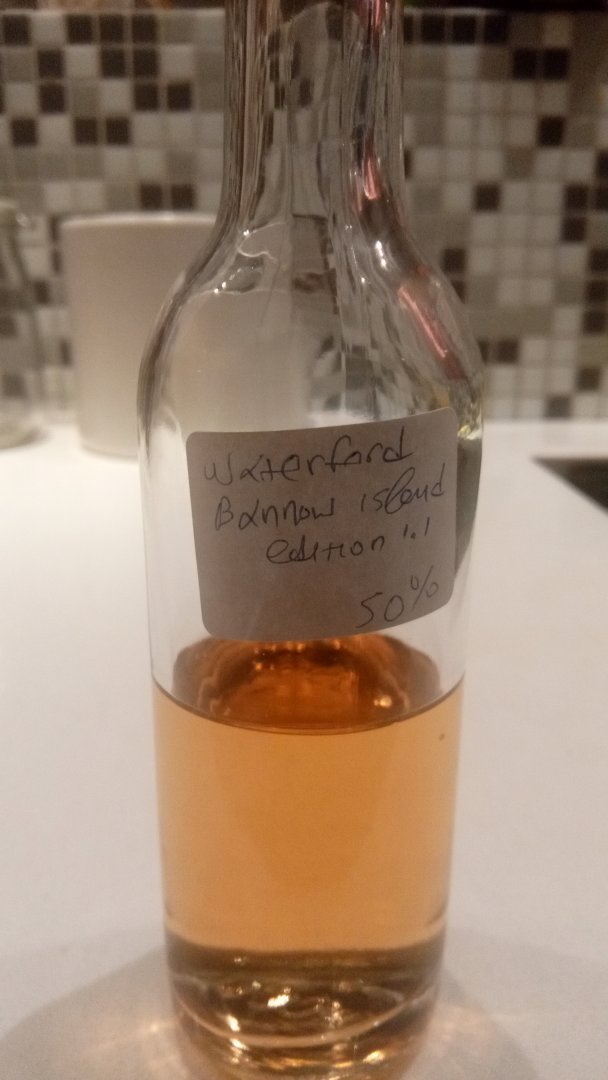 Waterford
Bannow Island
edition 1.1
50%